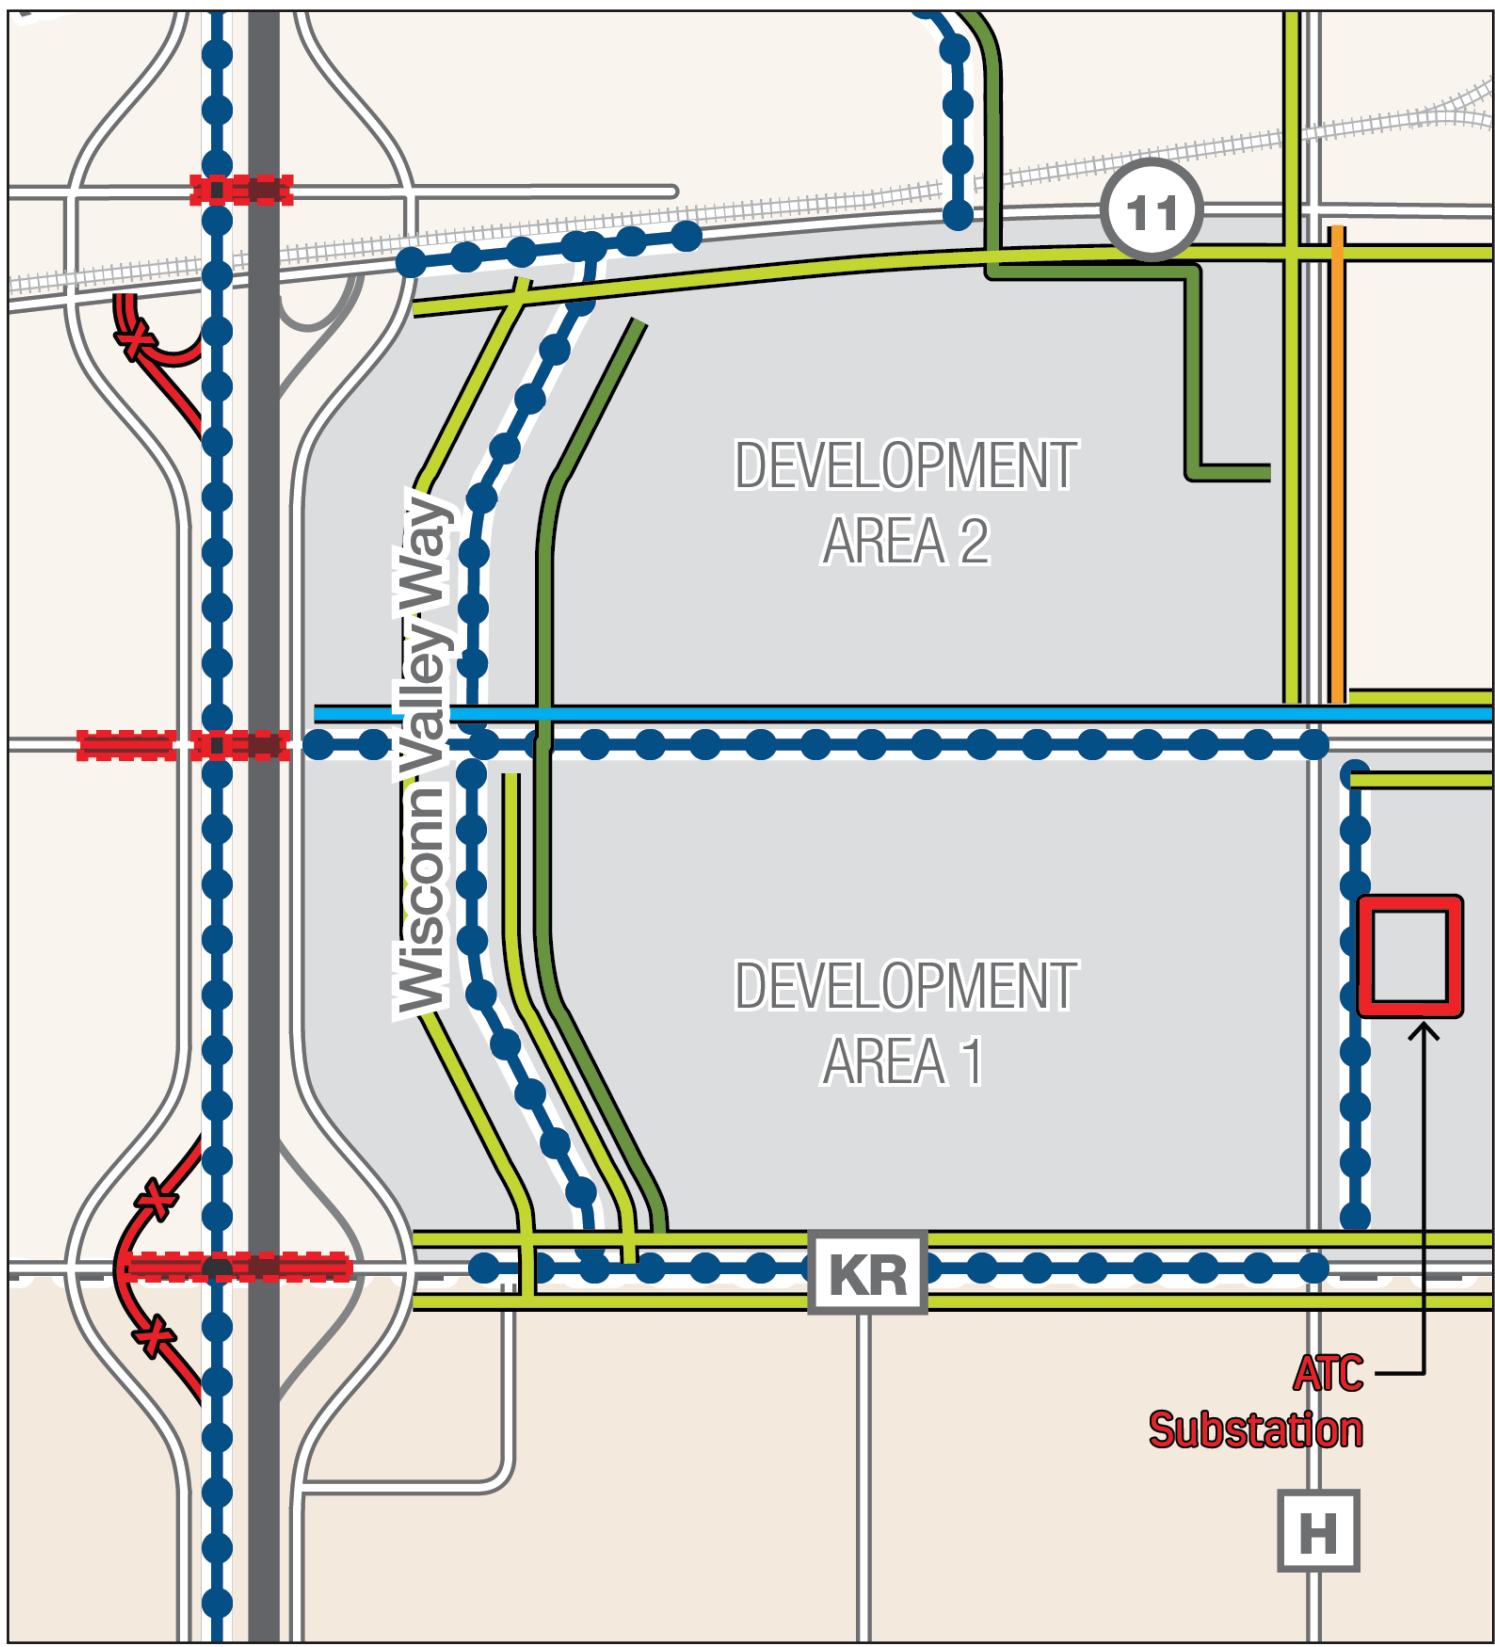 11
DEVELOPMENT
AREA 2
Wisconn Valley Way
DEVELOPMENT
AREA 1
KR
ATC
Substation
H